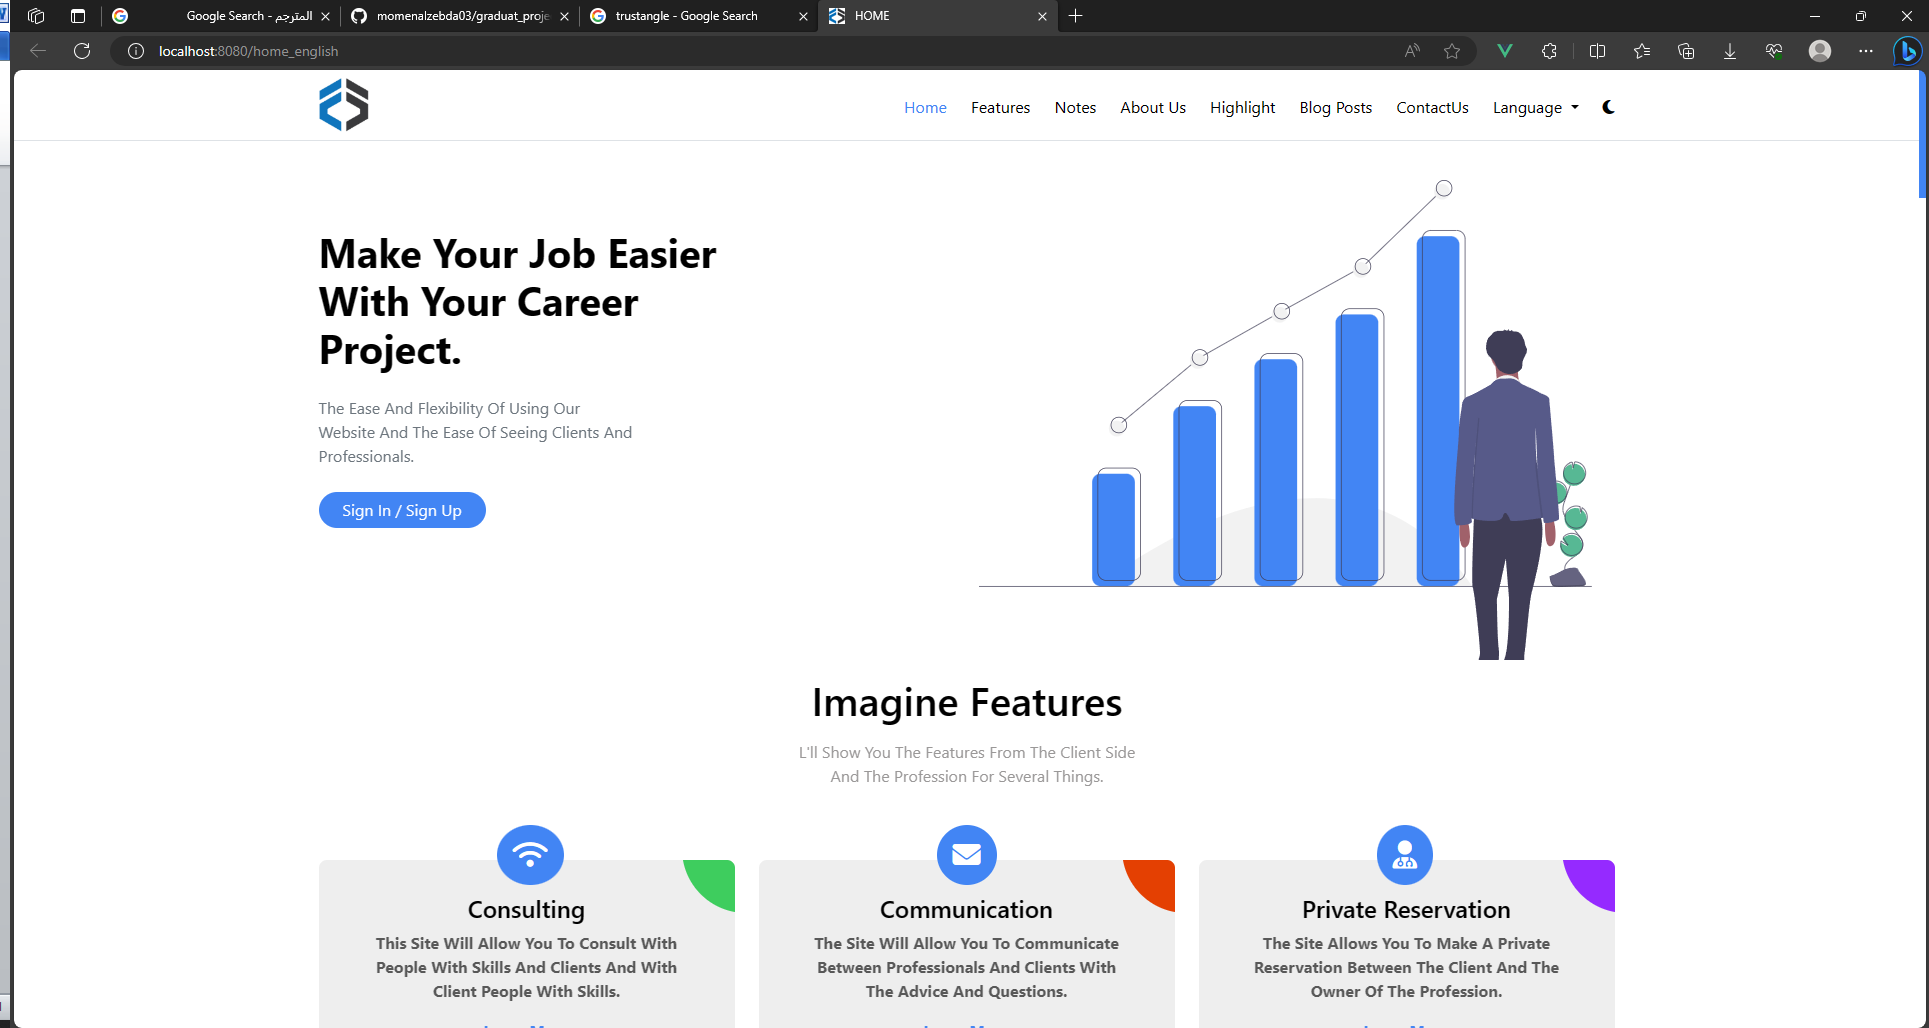 Google Search - المترجم
momenalzebda03/graduat_proje
trustangle - Google Search
HOME
localhost:8080/home_english
Home
Features
Notes
About Us
Highlight
Blog Posts
ContactUs
Language
Make Your Job Easier
With Your Career
Project.
The Ease And Flexibility Of Using Our
Website And The Ease Of Seeing Clients And
Professionals.
Sign In / Sign Up
Imagine Features
L'll Show You The Features From The Client Side
And The Profession For Several Things.
Consulting
This Site Will Allow You To Consult With
People With Skills And Clients And With
Client People With Skills.
Communication
The Site Will Allow You To Communicate
Between Professionals And Clients With
The Advice And Questions.
Private Reservation
The Site Allows You To Make A Private
Reservation Between The Client And The
Owner Of The Profession.